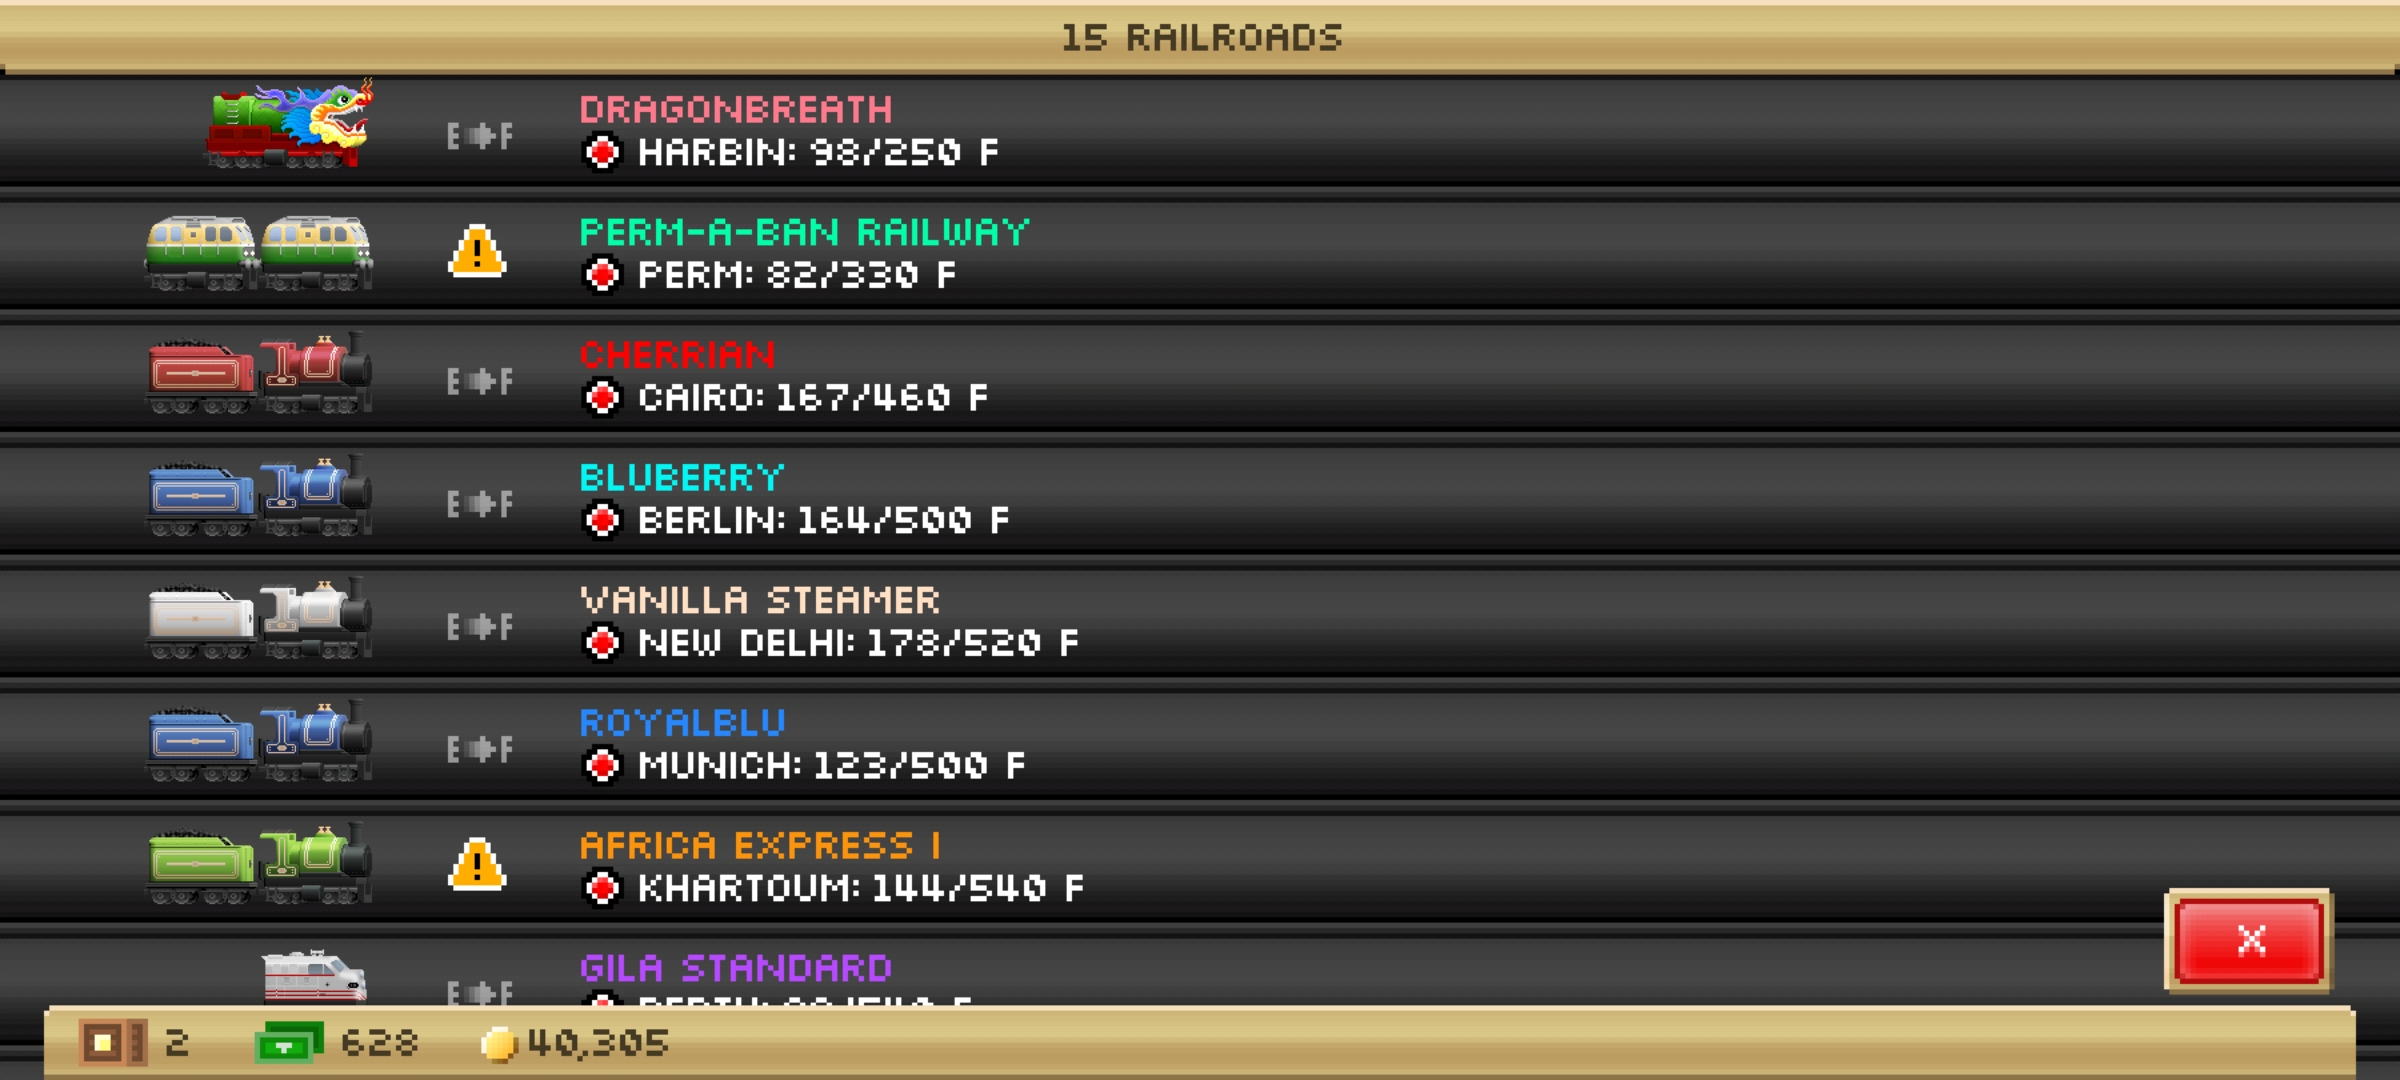 15 RAILROADS
DRAGONBREATH
E F HARBIN: 98/250 F
PERM-A-BAN RAILWAY
PERM: 82/330 F
CHERRIAN
E F CAIRO: 167/460 F
BLUBERRY
E F BERLIN: 164/500 F
VANILLA STEAMER
E F NEW DELHI: 178/520 F
ROYALBLU
E F MUNICH: 123/500 F
AFRICA EXPRESS I
KHARTOUM: 144/540 F
GILA STANDARD
E F
X
2 628 40,305